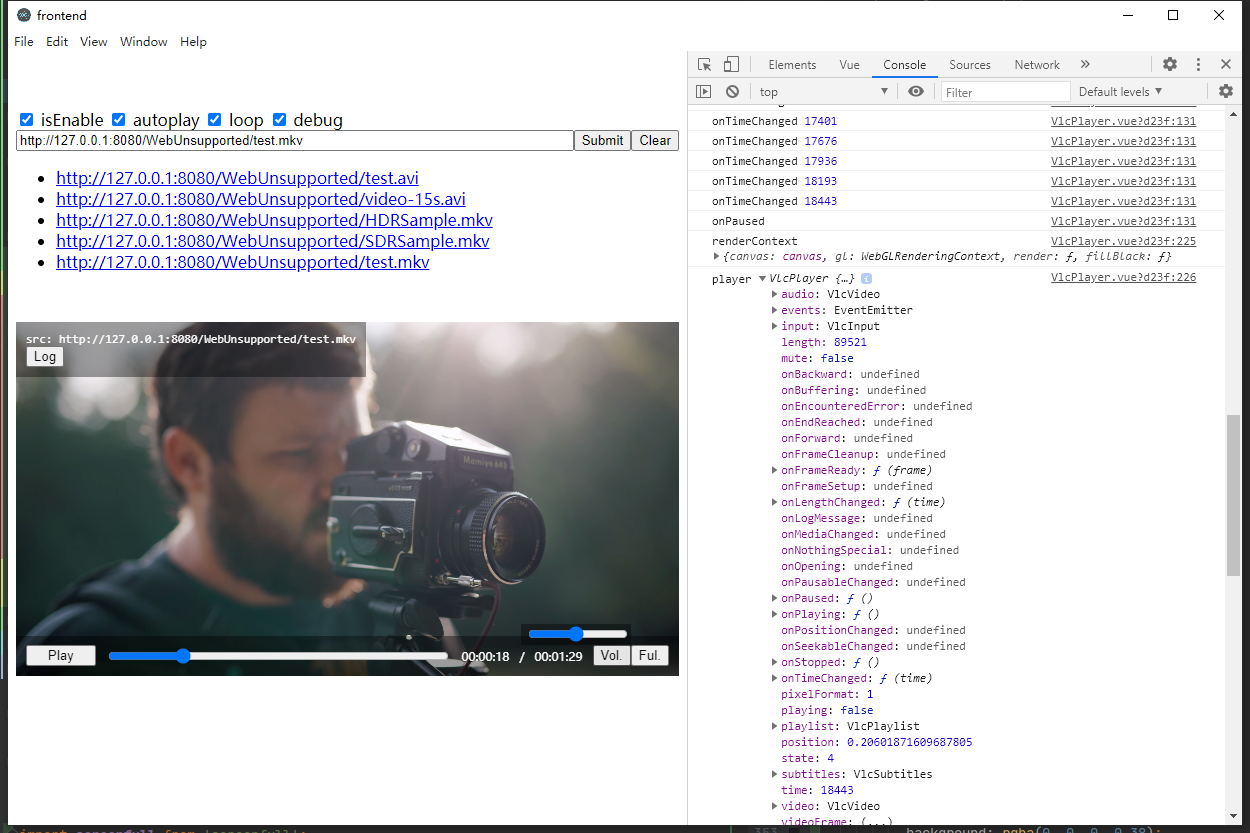 frontend
File Edit View Window Help
isEnable autoplay loop debug
http://127.0.0.1:8080/WebUnsupported/test.mkv Submit Clear
http://127.0.0.1:8080/WebUnsupported/test.avi
http://127.0.0.1:8080/WebUnsupported/video-15s.avi
http://127.0.0.1:8080/WebUnsupported/HDRSample.mkv
http://127.0.0.1:8080/WebUnsupported/SDRSample.mkv
http://127.0.0.1:8080/WebUnsupported/test.mkv
src: http://127.0.0.1:8080/WebUnsupported/test.mkv
Log
Mamiya 645
Play 00:00:18 / 00:01:29 Vol. Ful.
Elements Vue Console Sources Network »
top Filter Default levels ▼
onTimeChanged 17401 VlcPlayer.vue?d23f:131
onTimeChanged 17676 VlcPlayer.vue?d23f:131
onTimeChanged 17936 VlcPlayer.vue?d23f:131
onTimeChanged 18193 VlcPlayer.vue?d23f:131
onTimeChanged 18443 VlcPlayer.vue?d23f:131
onPaused VlcPlayer.vue?d23f:131
renderContext VlcPlayer.vue?d23f:225
{canvas: canvas, gl: WebGLRenderingContext, render: ƒ, fillBlack: ƒ}
player VlcPlayer {…} i VlcPlayer.vue?d23f:226
audio: VlcVideo
events: EventEmitter
input: VlcInput
length: 89521
mute: false
onBackward: undefined
onBuffering: undefined
onEncounteredError: undefined
onEndReached: undefined
onForward: undefined
onFrameCleanup: undefined
onFrameReady: ƒ (frame)
onFrameSetup: undefined
onLengthChanged: ƒ (time)
onLogMessage: undefined
onMediaChanged: undefined
onNothingSpecial: undefined
onOpening: undefined
onPausableChanged: undefined
onPaused: ƒ ()
onPlaying: ƒ ()
onPositionChanged: undefined
onSeekableChanged: undefined
onStopped: ƒ ()
onTimeChanged: ƒ (time)
pixelFormat: 1
playing: false
playlist: VlcPlaylist
position: 0.20601871609687805
state: 4
subtitles: VlcSubtitles
time: 18443
video: VlcVideo
videoFrame: (...)